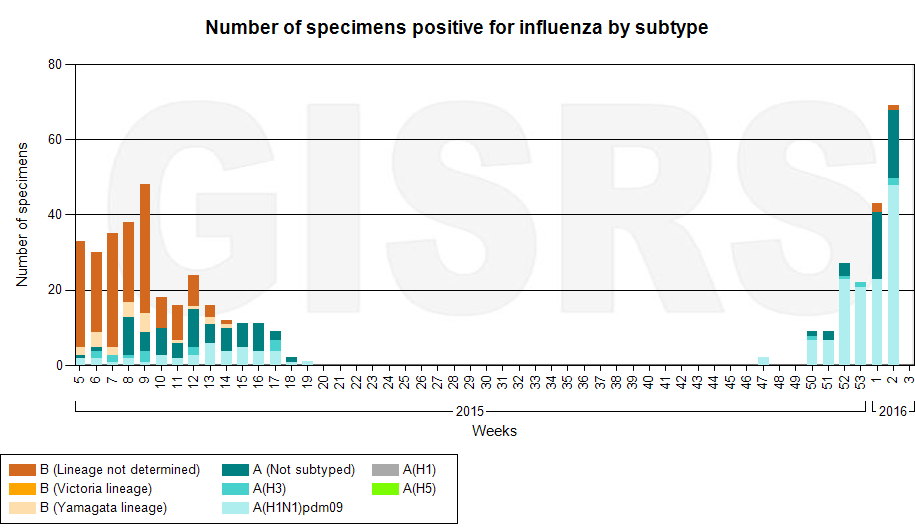 Number of specimens positive for influenza by subtype
GISRS
Number of specimens
80
60
40
20
0
5 6 7 8 9 10 11 12 13 14 15 16 17 18 19 20 21 22 23 24 25 26 27 28 29 30 31 32 33 34 35 36 37 38 39 40 41 42 43 44 45 46 47 48 49 50 51 52 53 1 2 3
2015 2016
Weeks
B (Lineage not determined) A (Not subtyped) A(H1)
B (Victoria lineage) A(H3) A(H5)
B (Yamagata lineage) A(H1N1)pdm09